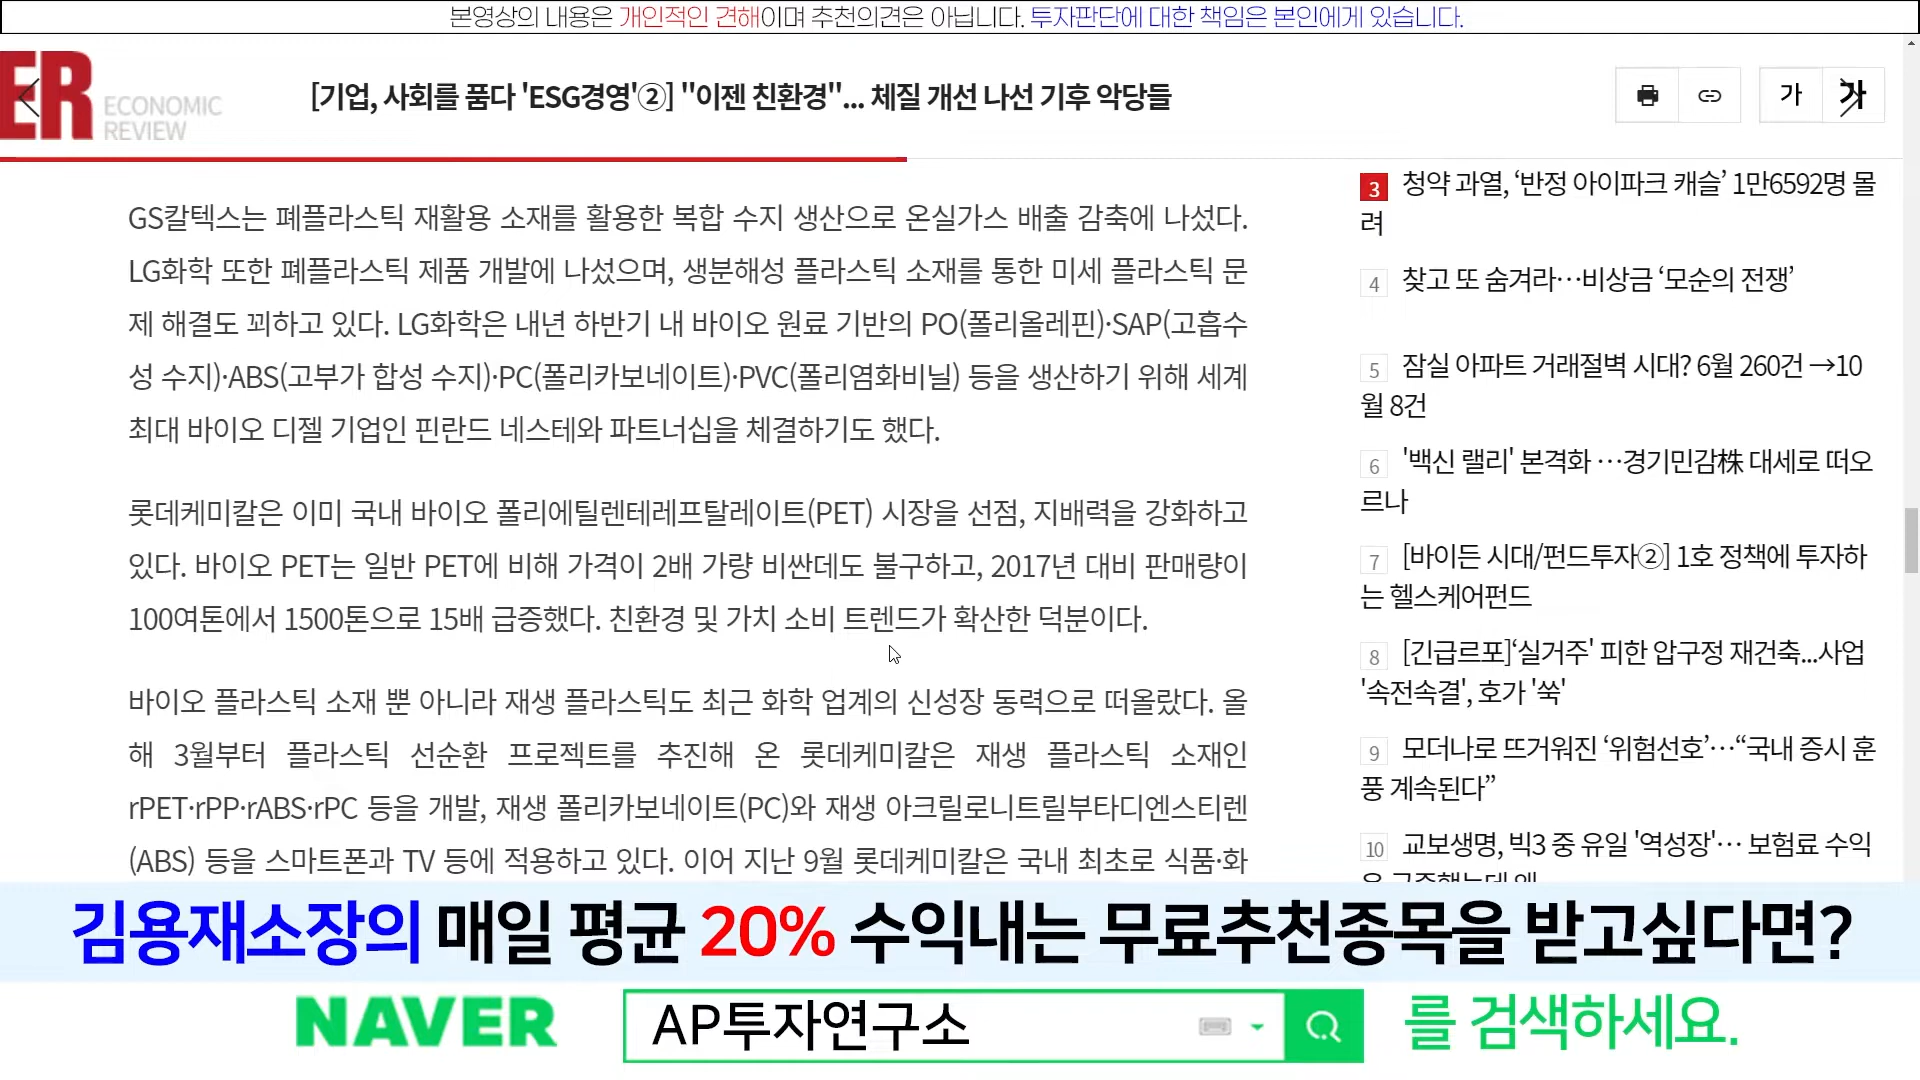 본영상의 내용은 개인적인 견해이며 추천의견은 아닙니다. 투자판단에 대한 책임은 본인에게 있습니다.
ER ECONOMIC
REVIEW
[기업, 사회를 품다 'ESG경영'②] "이젠 친환경"... 체질 개선 나선 기후 악당들
가 가
GS칼텍스는 폐플라스틱 재활용 소재를 활용한 복합 수지 생산으로 온실가스 배출 감축에 나섰다.
LG화학 또한 폐플라스틱 제품 개발에 나섰으며, 생분해성 플라스틱 소재를 통한 미세 플라스틱 문
제 해결도 꾀하고 있다. LG화학은 내년 하반기 내 바이오 원료 기반의 PO(폴리올레핀)·SAP(고흡수
성 수지)·ABS(고부가 합성 수지)·PC(폴리카보네이트)·PVC(폴리염화비닐) 등을 생산하기 위해 세계
최대 바이오 디젤 기업인 핀란드 네스테와 파트너십을 체결하기도 했다.
롯데케미칼은 이미 국내 바이오 폴리에틸렌테레프탈레이트(PET) 시장을 선점, 지배력을 강화하고
있다. 바이오 PET는 일반 PET에 비해 가격이 2배 가량 비싼데도 불구하고, 2017년 대비 판매량이
100여톤에서 1500톤으로 15배 급증했다. 친환경 및 가치 소비 트렌드가 확산한 덕분이다.
바이오 플라스틱 소재 뿐 아니라 재생 플라스틱도 최근 화학 업계의 신성장 동력으로 떠올랐다. 올
해 3월부터 플라스틱 선순환 프로젝트를 추진해 온 롯데케미칼은 재생 플라스틱 소재인
rPET·rPP·rABS·rPC 등을 개발, 재생 폴리카보네이트(PC)와 재생 아크릴로니트릴부타디엔스티렌
(ABS) 등을 스마트폰과 TV 등에 적용하고 있다. 이어 지난 9월 롯데케미칼은 국내 최초로 식품·화
3 청약 과열, ‘반정 아이파크 캐슬’ 1만6592명 몰
려
4 찾고 또 숨겨라…비상금 ‘모순의 전쟁’
5 잠실 아파트 거래절벽 시대? 6월 260건 →10
월 8건
6 '백신 랠리' 본격화 …경기민감株 대세로 떠오
르나
7 [바이든 시대/펀드투자②] 1호 정책에 투자하
는 헬스케어펀드
8 [긴급르포]‘실거주' 피한 압구정 재건축...사업
'속전속결', 호가 '쑥'
9 모더나로 뜨거워진 ‘위험선호’…“국내 증시 훈
풍 계속된다”
10 교보생명, 빅3 중 유일 '역성장'… 보험료 수익
김용재소장의 매일 평균 20% 수익내는 무료추천종목을 받고싶다면?
NAVER AP투자연구소 를 검색하세요.